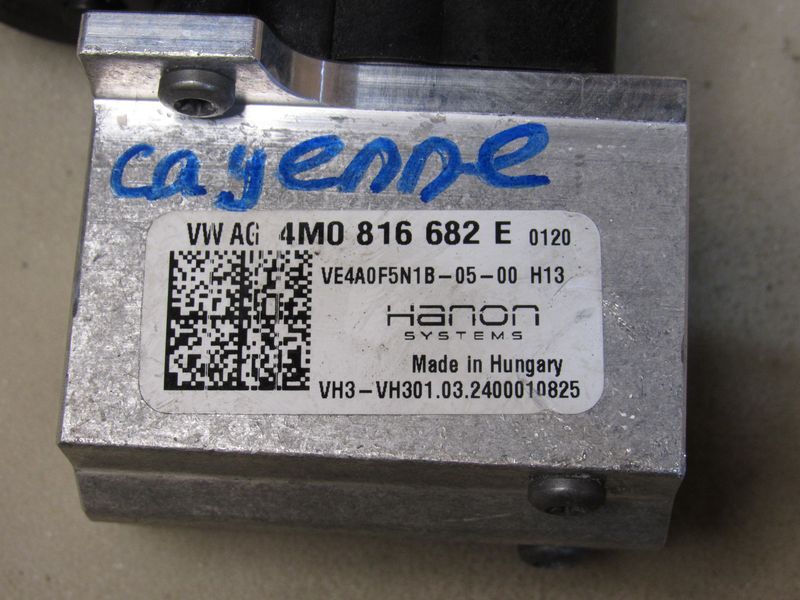 cayenne
VW AG 4M0 816 682 E 0120
VE4A0F5N1B-05-00 H13
Hanon
SYSTEMS
Made in Hungary
VH3-VH301.03.2400010825